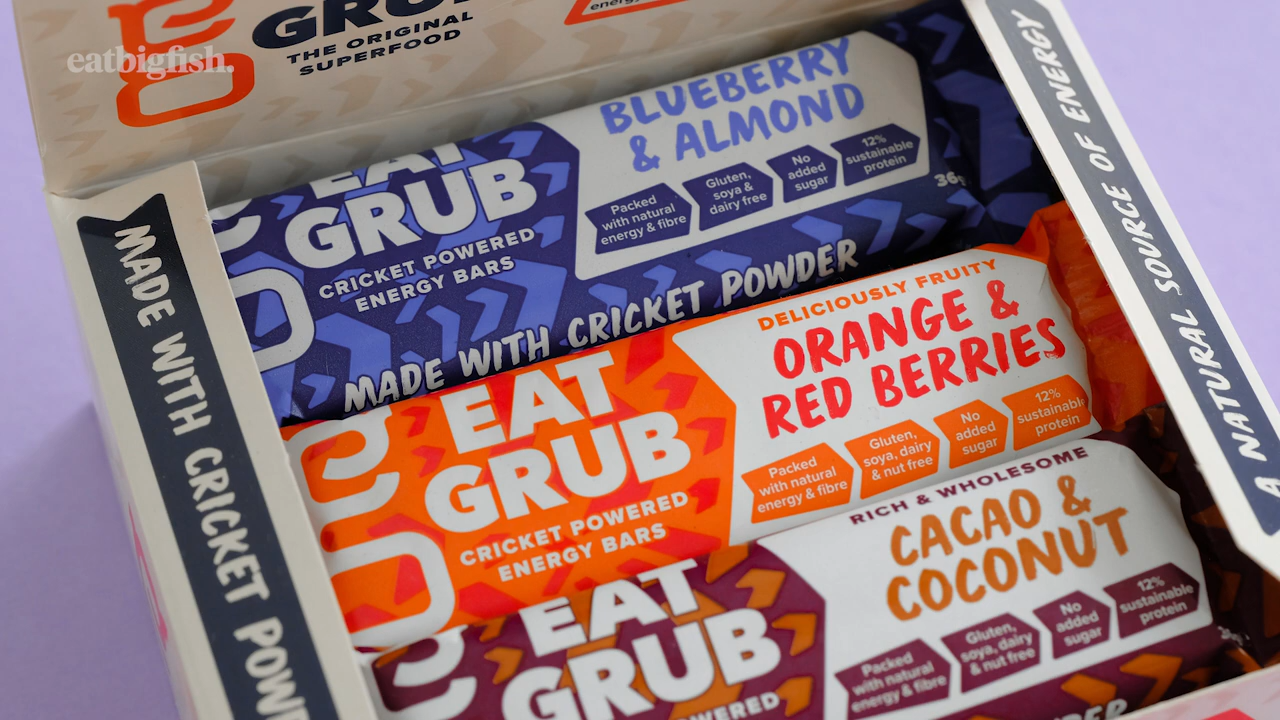 eatbigfish.
THE ORIGINAL
SUPERFOOD
MADE WITH CRICKET
A NATURAL SOURCE OF ENERGY
EAT
GRUB
CRICKET POWERED
ENERGY BARS
BLUEBERRY
& ALMOND
Packed
with natural
energy & fibre
Gluten,
soya &
dairy free
No
added
sugar
12%
sustainable
protein
36g
MADE WITH CRICKET POWDER
EAT
GRUB
CRICKET POWERED
ENERGY BARS
DELICIOUSLY FRUITY
ORANGE &
RED BERRIES
Packed
with natural
energy & fibre
Gluten,
soya, dairy
& nut free
No
added
sugar
12%
sustainable
protein
EAT
GRUB
RICH & WHOLESOME
CACAO &
COCONUT
Packed
with natural
energy & fibre
Gluten,
soya, dairy
& nut free
No
added
sugar
12%
sustainable
protein